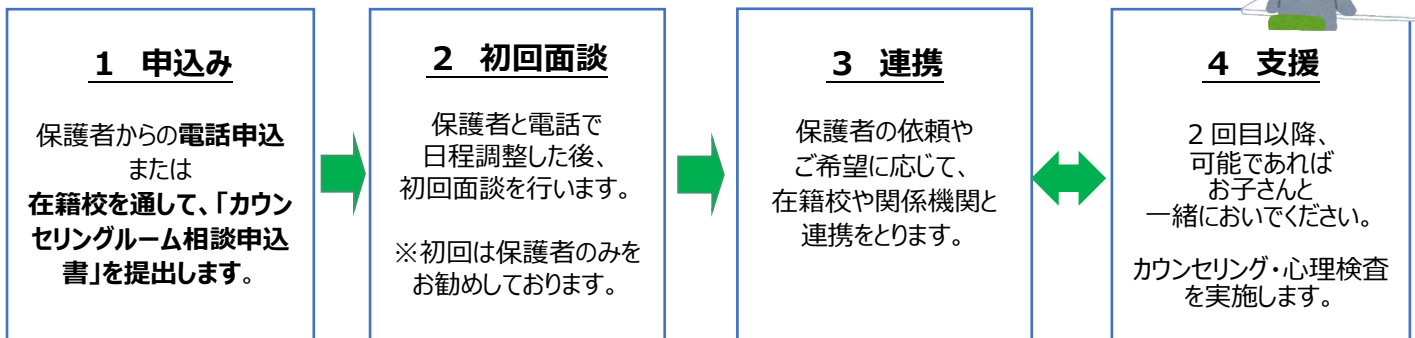 1 申込み
保護者からの電話申込
または
在籍校を通して、「カウン
セリングルーム相談申込
書」を提出します。
2 初回面談
保護者と電話で
日程調整した後、
初回面談を行います。
※初回は保護者のみを
お勧めしております。
3 連携
保護者の依頼や
ご希望に応じて、
在籍校や関係機関と
連携をとります。
4 支援
2回目以降、
可能であれば
お子さんと
一緒においでください。
カウンセリング・心理検査
を実施します。